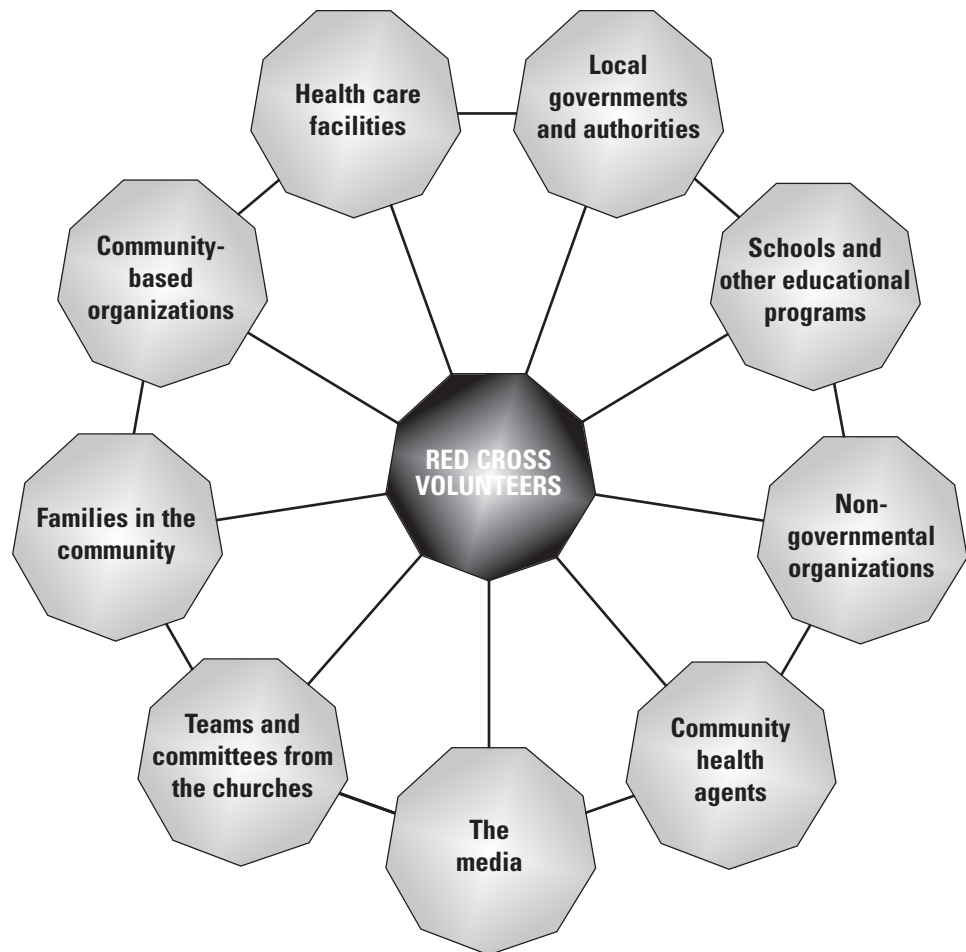 Health care
facilities
Local
governments
and authorities
Community-
based
organizations
Schools and
other educational
programs
RED CROSS
VOLUNTEERS
Families in the
community
Non-
governmental
organizations
Teams and
committees from
the churches
Community
health
agents
The
media